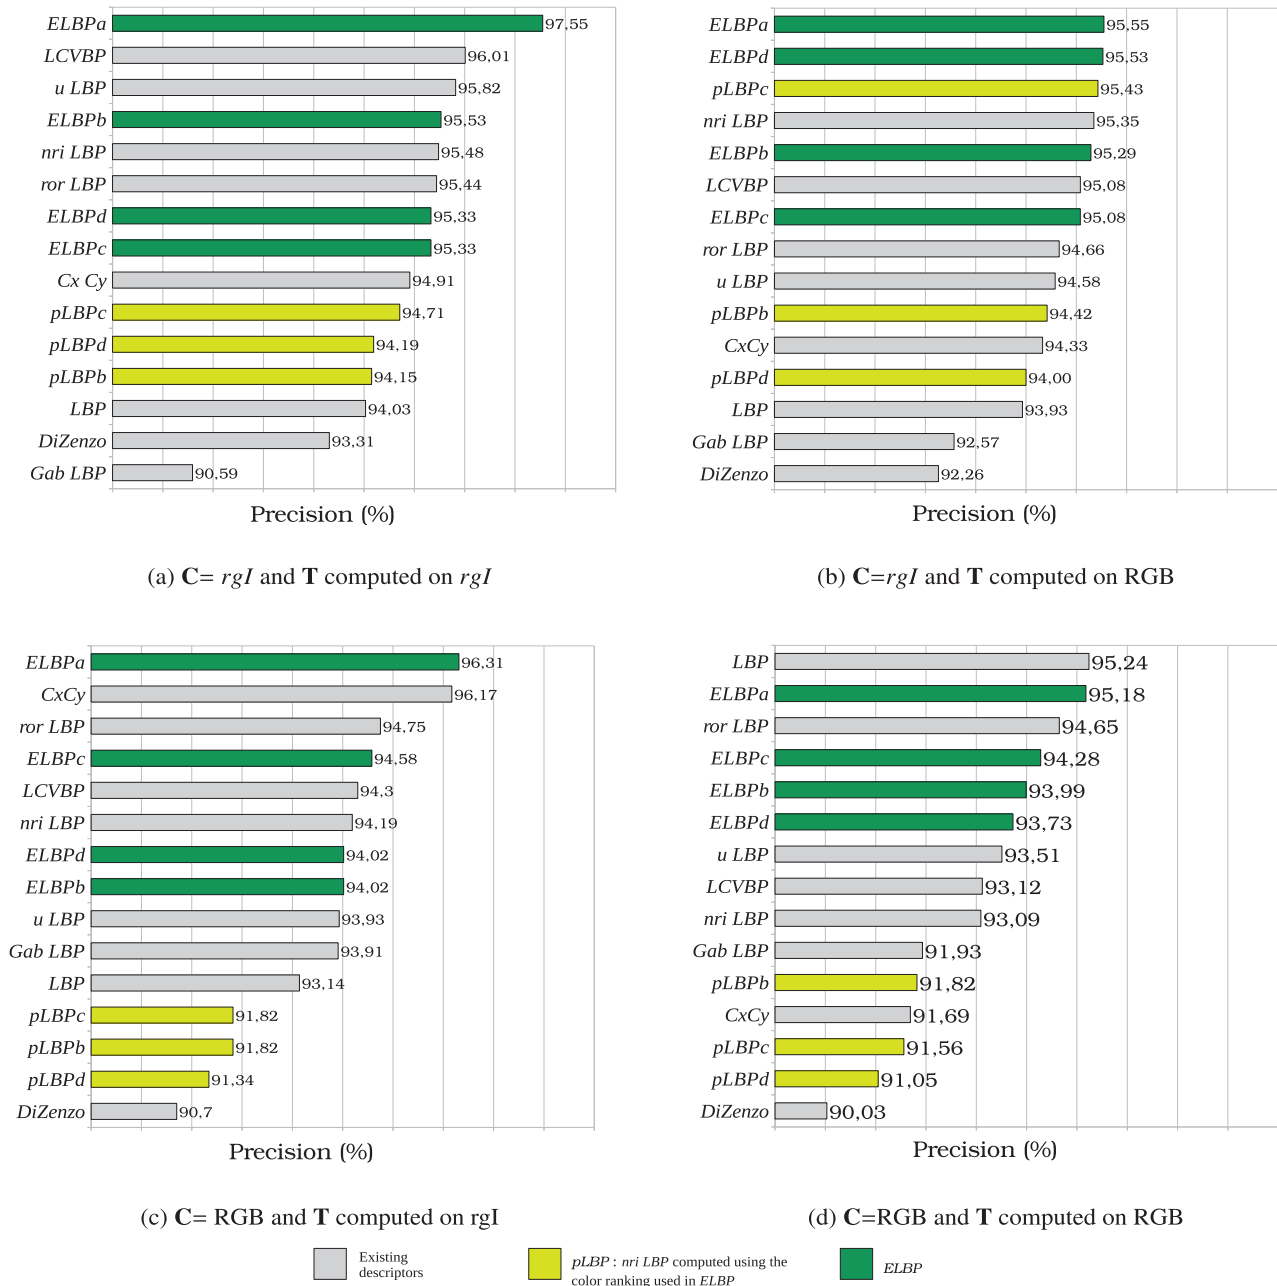 ELBPa 97,55
LCVBP 96,01
u LBP 95,82
ELBPb 95,53
nri LBP 95,48
ror LBP 95,44
ELBPd 95,33
ELBPc 95,33
Cx Cy 94,91
pLBPc 94,71
pLBPd 94,19
pLBPb 94,15
LBP 94,03
DiZenzo 93,31
Gab LBP 90,59
Precision (%)
(a) C= rgI and T computed on rgI
ELBPa 95,55
ELBPd 95,53
pLBPc 95,43
nri LBP 95,35
ELBPb 95,29
LCVBP 95,08
ELBPc 95,08
ror LBP 94,66
u LBP 94,58
pLBPb 94,42
CxCy 94,33
pLBPd 94,00
LBP 93,93
Gab LBP 92,57
DiZenzo 92,26
Precision (%)
(b) C=rgI and T computed on RGB
ELBPa 96,31
CxCy 96,17
ror LBP 94,75
ELBPc 94,58
LCVBP 94,3
nri LBP 94,19
ELBPd 94,02
ELBPb 94,02
u LBP 93,93
Gab LBP 93,91
LBP 93,14
pLBPc 91,82
pLBPb 91,82
pLBPd 91,34
DiZenzo 90,7
Precision (%)
(c) C= RGB and T computed on rgI
LBP 95,24
ELBPa 95,18
ror LBP 94,65
ELBPc 94,28
ELBPb 93,99
ELBPd 93,73
u LBP 93,51
LCVBP 93,12
nri LBP 93,09
Gab LBP 91,93
pLBPb 91,82
CxCy 91,69
pLBPc 91,56
pLBPd 91,05
DiZenzo 90,03
Precision (%)
(d) C=RGB and T computed on RGB
Existing
descriptors
pLBP : nri LBP computed using the
color ranking used in ELBP
ELBP